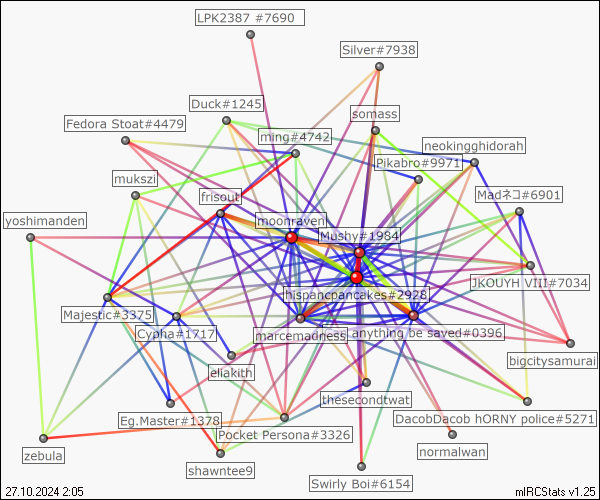 LPK2387 #7690
Silver#7938
Duck#1245
somass
Fedora Stoat#4479
ming#4742
neokingghidorah
Pikabro#9971
mukszi
Madネコ#6901
frisout
yoshimanden
moonraven
Mushy#1984
JKOUYH VIII#7034
hispancpancakes#2928
Majestic#3375
Cypha#1717
marcemadness
anything be saved#0396
bigcitysamurai
eliakith
thesecondtwat
Eg.Master#1378
DacobDacob hORNY police#5271
Pocket Persona#3326
normalwan
zebula
shawntee9
Swirly Boi#6154
27.10.2024 2:05
mIRCStats v1.25